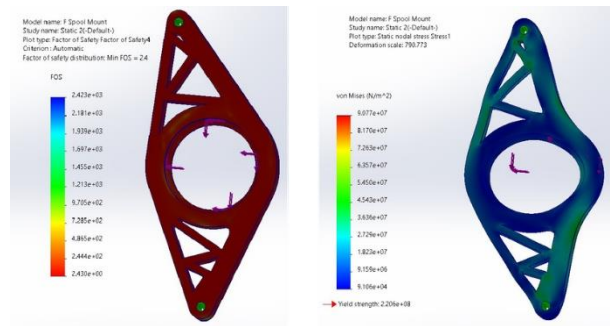 Model name: F Spool Mount
Study name: Static 2(-Default-)
Plot type: Factor of Safety Factor of Safety4
Criterion : Automatic
Factor of safety distribution: Min FOS = 2.4
FOS
2.423e+03
2.181e+03
1.939e+03
1.697e+03
1.455e+03
1.213e+03
9.705e+02
7.285e+02
4.865e+02
2.444e+02
2.430e+00
Model name: F Spool Mount
Study name: Static 2(-Default-)
Plot type: Static nodal stress Stress1
Deformation scale: 790.773
von Mises (N/m^2)
9.077e+07
8.170e+07
7.263e+07
6.357e+07
5.450e+07
4.543e+07
3.636e+07
2.729e+07
1.823e+07
9.159e+06
9.106e+04
Yield strength: 2.206e+08